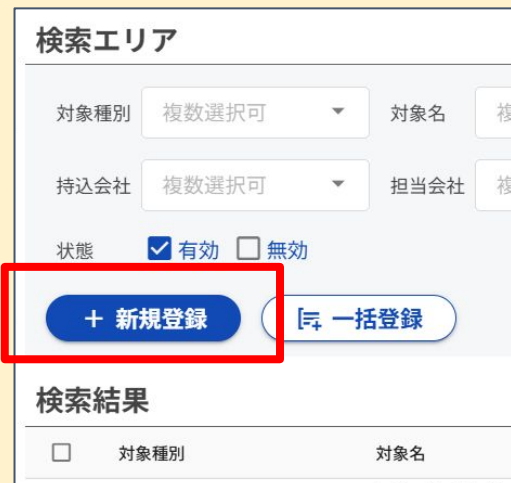 検索エリア
対象種別 複数選択可 対象名
持込会社 複数選択可 担当会社
状態 有効 無効
+ 新規登録 一括登録
検索結果
対象種別 対象名